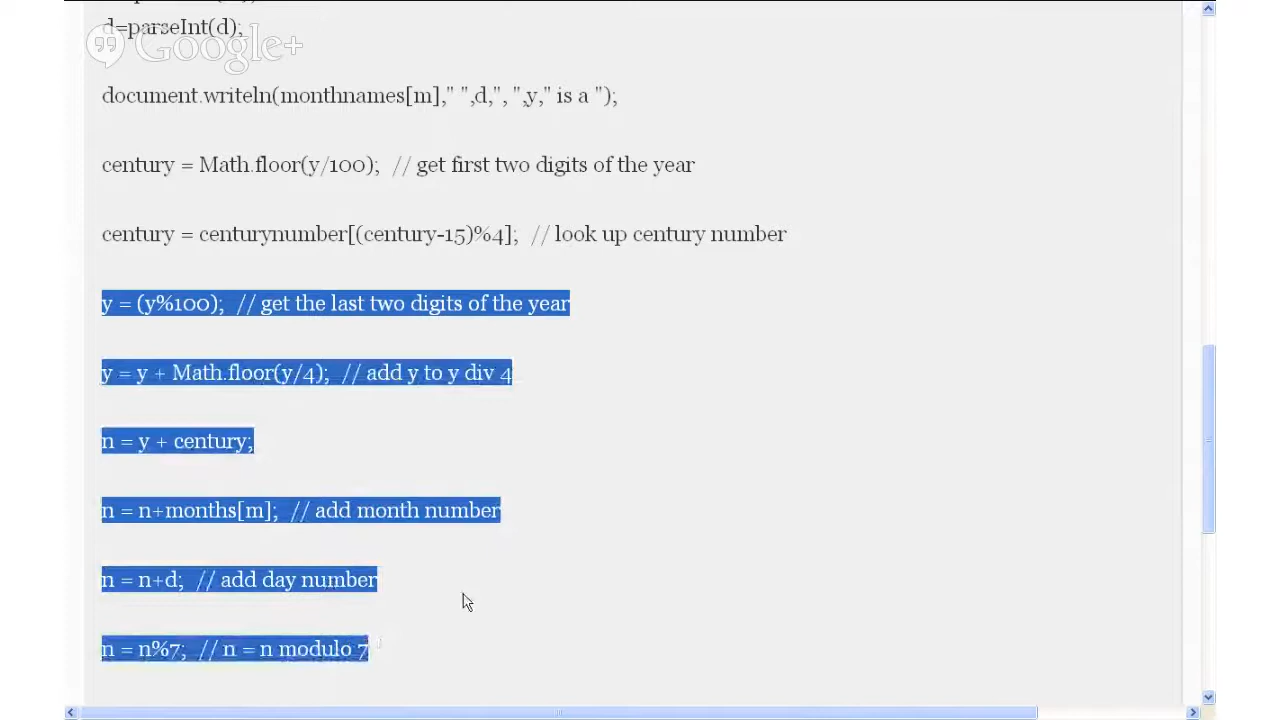 d=parseInt(d);
Google+
document.writeln(monthnames[m]," ",d,", ",y," is a ");
century = Math.floor(y/100);  // get first two digits of the year
century = centurynumber[(century-15)%4];  // look up century number
y = (y%100);  // get the last two digits of the year
y = y + Math.floor(y/4);  // add y to y div 4
n = y + century;
n = n+months[m];  // add month number
n = n+d;  // add day number
n = n%7;  // n = n modulo 7